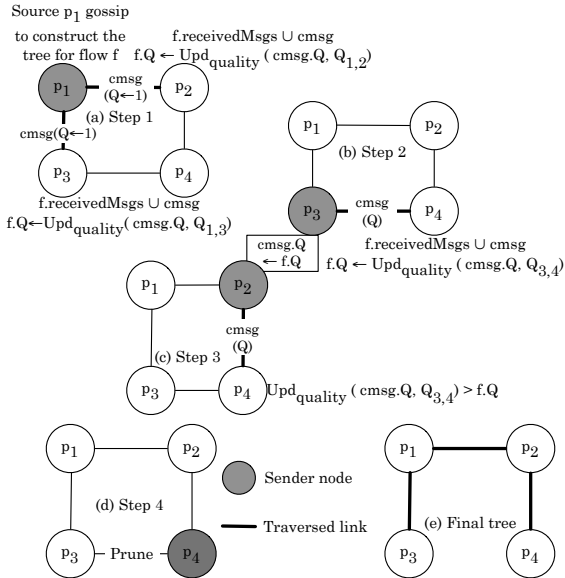 Source p1 gossip
to construct the
tree for flow f
f.receivedMsgs ∪ cmsg
f.Q ← Updquality ( cmsg.Q, Q1,2)
p1
cmsg
(Q←1)
p2
(a) Step 1
cmsg(Q←1)
p3
p4
f.receivedMsgs ∪ cmsg
f.Q←Updquality( cmsg.Q, Q1,3)
p1
p2
(b) Step 2
p3
cmsg
(Q)
p4
f.receivedMsgs ∪ cmsg
f.Q ← Updquality ( cmsg.Q, Q3,4)
cmsg.Q
← f.Q
p1
p2
cmsg
(Q)
(c) Step 3
p3
p4
Updquality ( cmsg.Q, Q3,4) > f.Q
p1
p2
(d) Step 4
p3
Prune
p4
Sender node
Traversed link
p1
p2
(e) Final tree
p3
p4